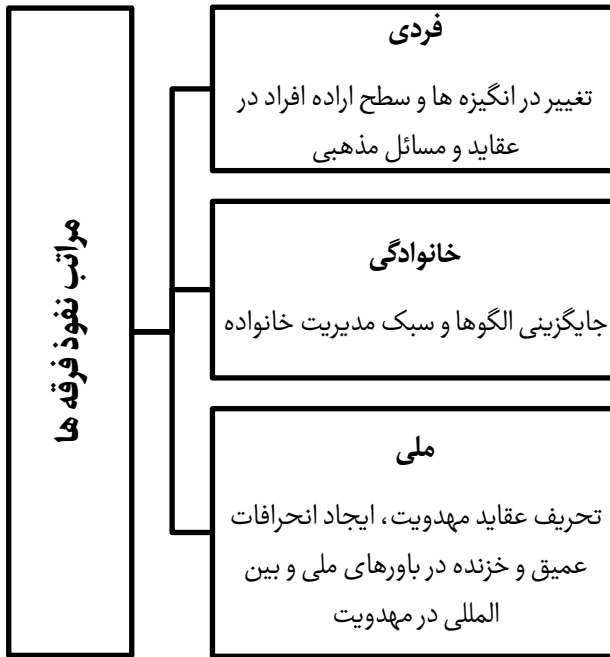 مراتب نفوذ فرقه ها
فردی
تغییر در انگیزه ها و سطح اراده افراد در
عقاید و مسائل مذهبی
خانوادگی
جایگزینی الگوها و سبک مدیریت خانواده
ملی
تحریف عقاید مهدویت، ایجاد انحرافات
عمیق و خزنده در باورهای ملی و بین
المللی در مهدویت